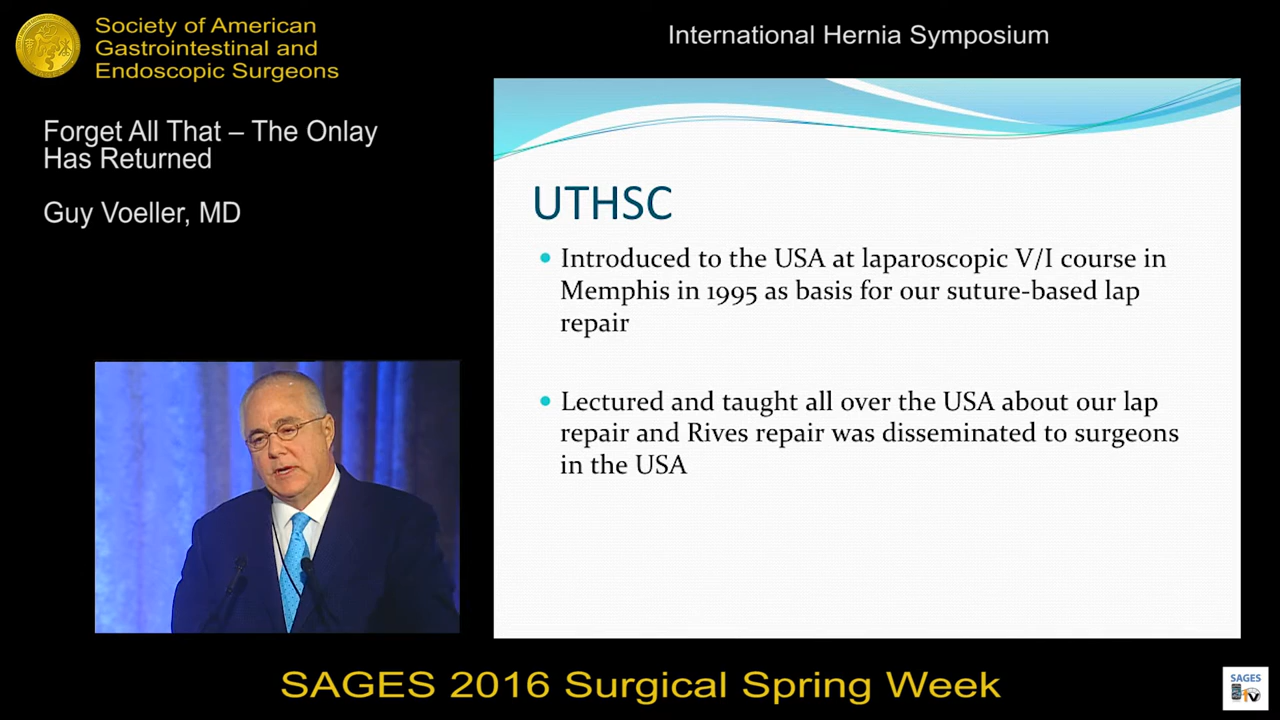 Society of American
Gastrointestinal and
Endoscopic Surgeons
International Hernia Symposium
Forget All That – The Onlay
Has Returned
Guy Voeller, MD
UTHSC
• Introduced to the USA at laparoscopic V/I course in
Memphis in 1995 as basis for our suture-based lap
repair
• Lectured and taught all over the USA about our lap
repair and Rives repair was disseminated to surgeons
in the USA
SAGES 2016 Surgical Spring Week
SAGES
TV